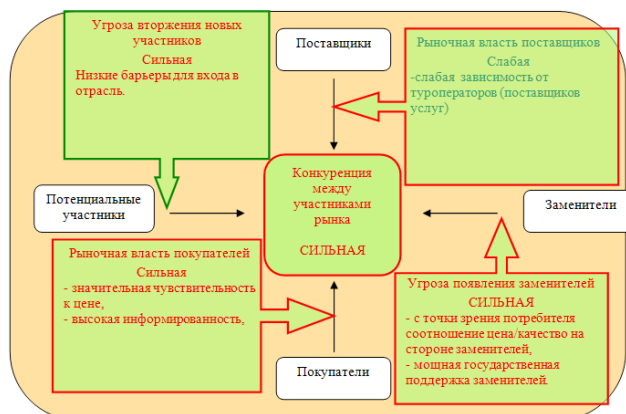 Угроза вторжения новых
участников
Сильная
Низкие барьеры для входа в
отрасль.
Поставщики
Рыночная власть поставщиков
Слабая
-слабая зависимость от
туроператоров (поставщиков
услуг)
Потенциальные
участники
Конкуренция
между
участниками
рынка
СИЛЬНАЯ
Заменители
Рыночная власть покупателей
Сильная
- значительная чувствительность
к цене,
- высокая информированность,
Угроза появления заменителей
СИЛЬНАЯ
- с точки зрения потребителя
соотношение цена/качество на
стороне заменителей,
- мощная государственная
поддержка заменителей.
Покупатели